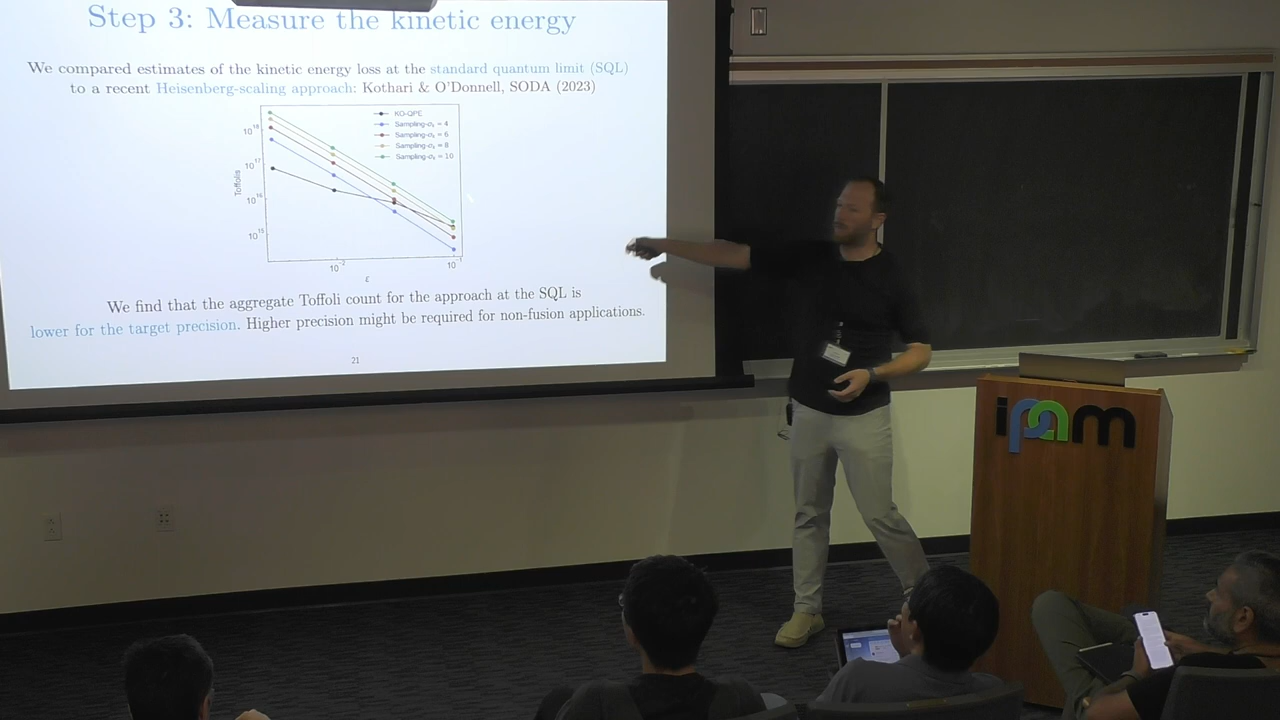 Step 3: Measure the kinetic energy
We compared estimates of the kinetic energy loss at the standard quantum limit (SQL)
to a recent Heisenberg-scaling approach: Kothari & O'Donnell, SODA (2023)
KO-QPE
Sampling-σₖ = 4
Sampling-σₖ = 6
Sampling-σₖ = 8
Sampling-σₖ = 10
10¹⁸
10¹⁷
10¹⁶
10¹⁵
Toffolis
10⁻²
10⁻¹
ε
We find that the aggregate Toffoli count for the approach at the SQL is
lower for the target precision. Higher precision might be required for non-fusion applications.
21
ipam